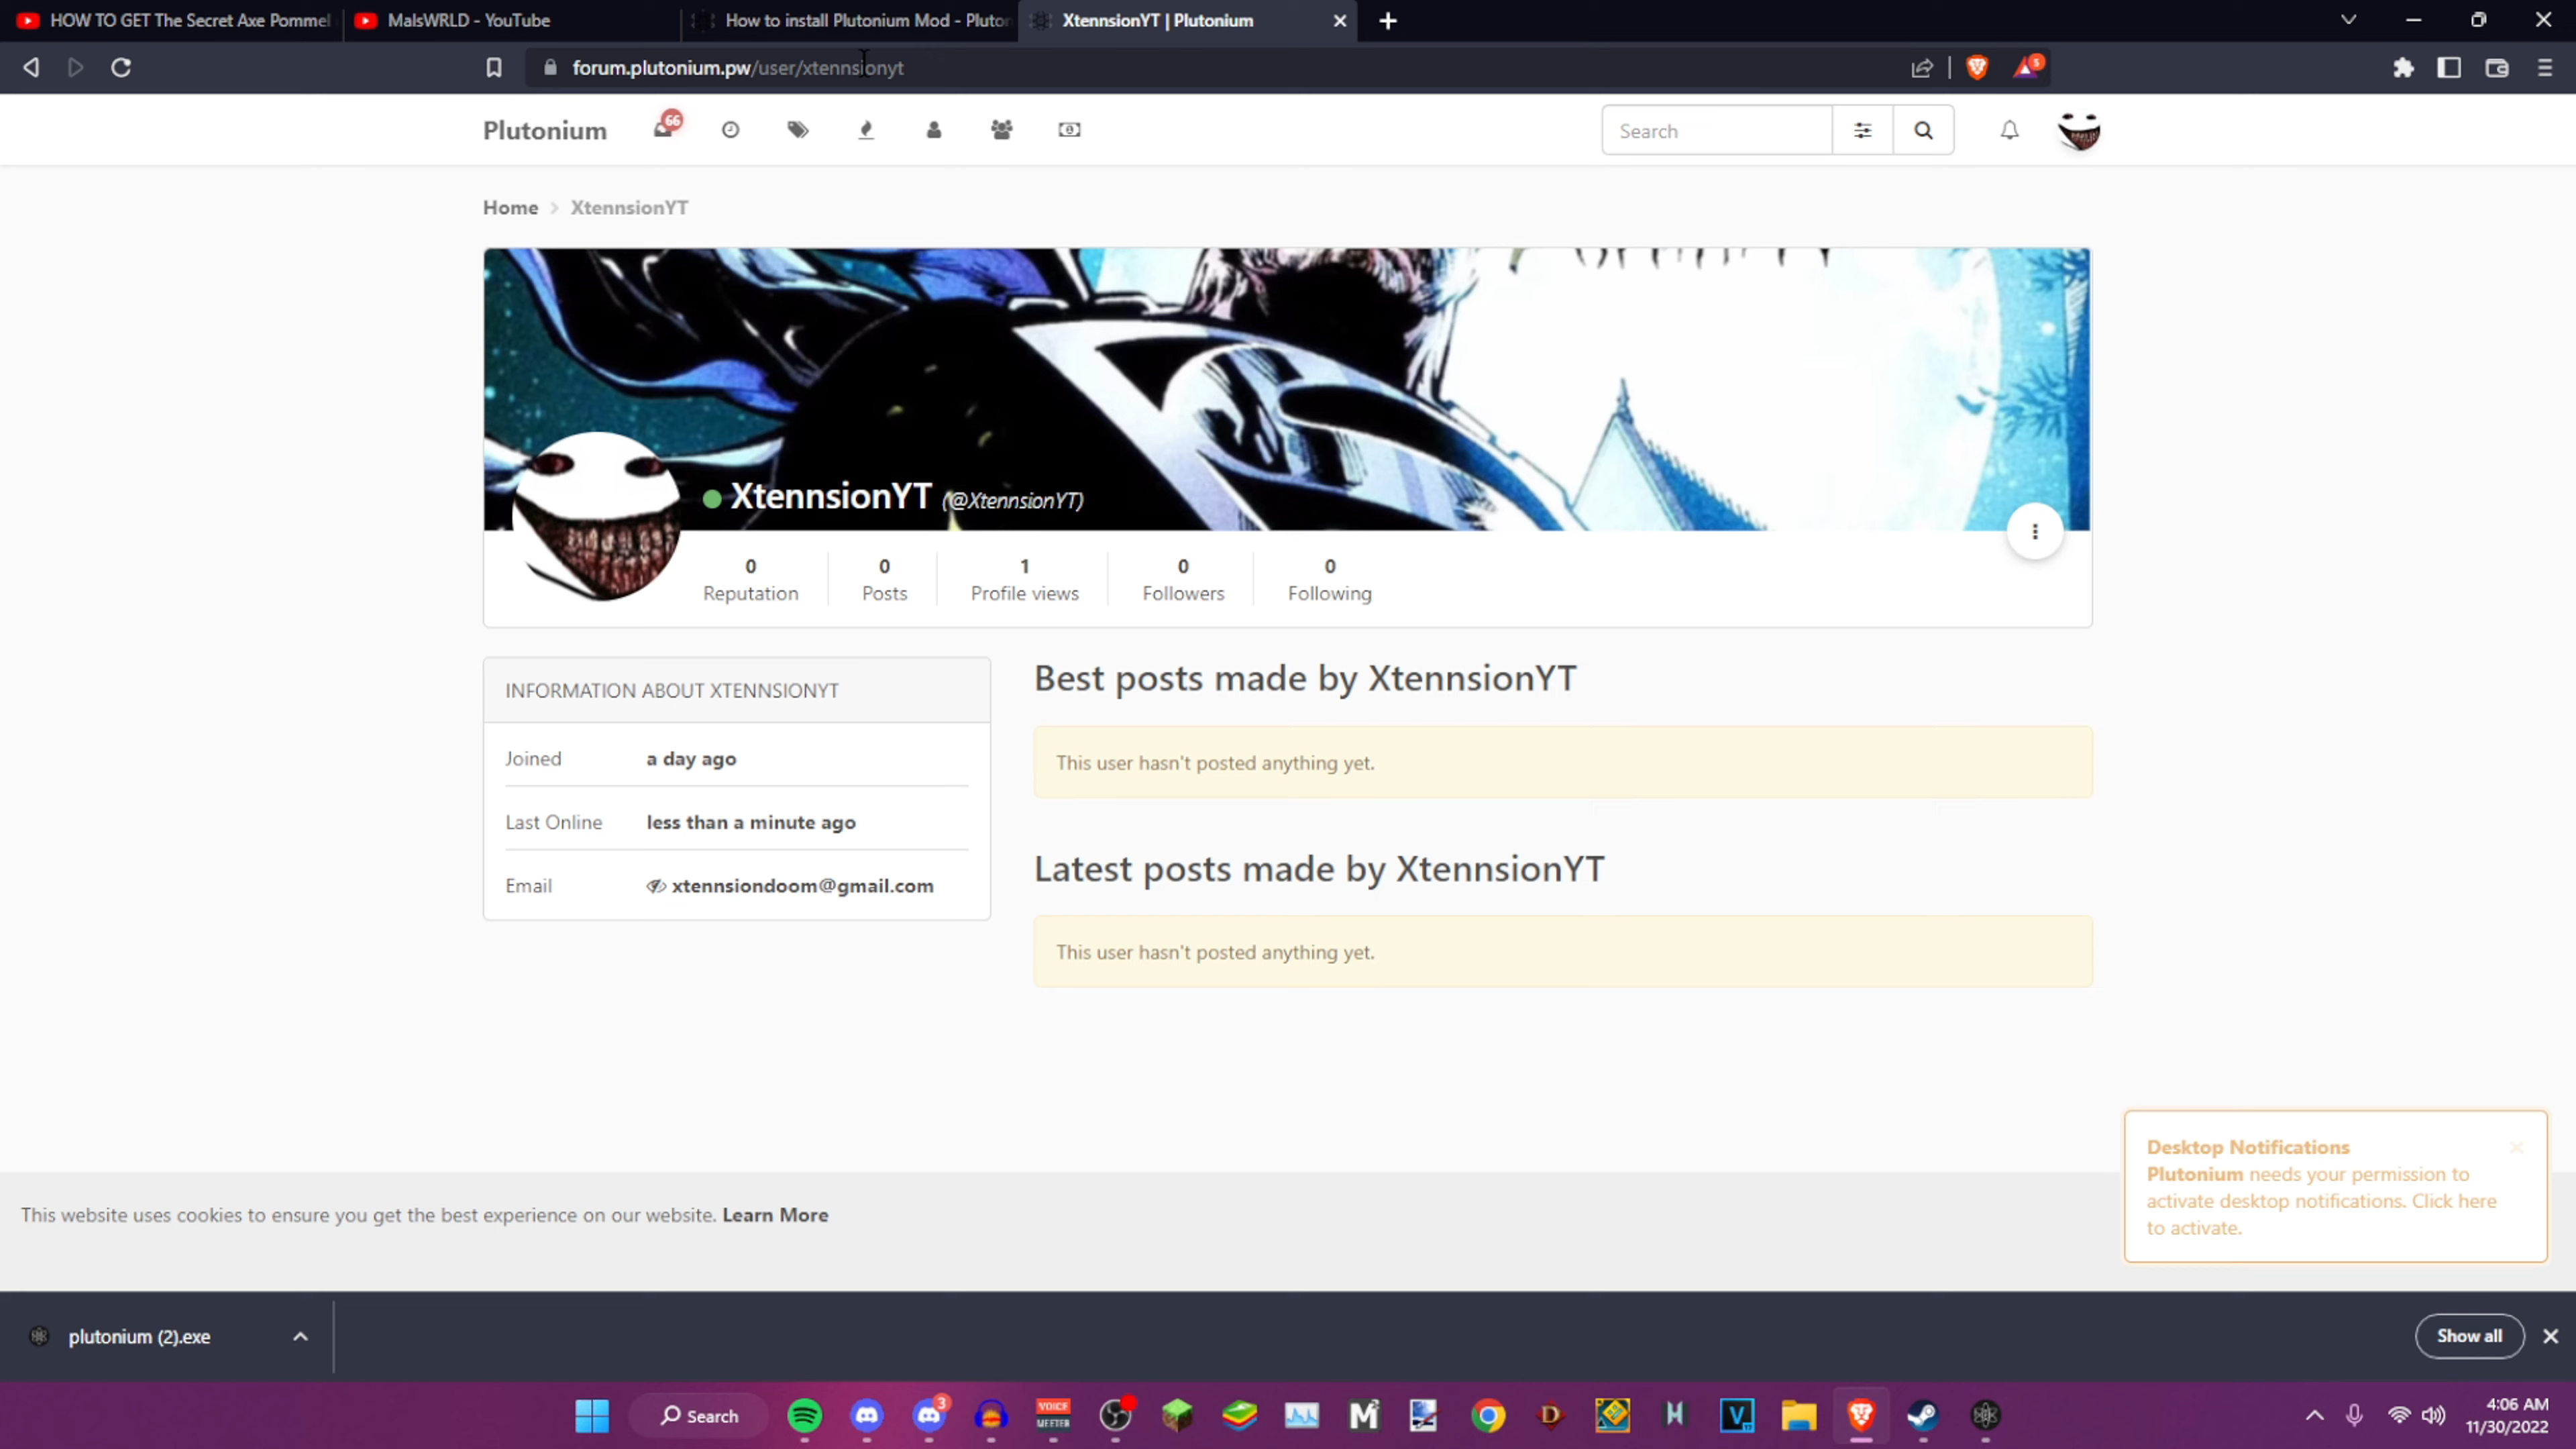 HOW TO GET The Secret Axe Pommel
MalsWRLD - YouTube
How to install Plutonium Mod - Pluton
XtennsionYT | Plutonium
forum.plutonium.pw/user/xtennsionyt
5
Plutonium
66
Search
Home > XtennsionYT
XtennsionYT (@XtennsionYT)
0 0 1 0 0
Reputation Posts Profile views Followers Following
INFORMATION ABOUT XTENNSIONYT
Joined a day ago
Last Online less than a minute ago
Email xtennsiondoom@gmail.com
Best posts made by XtennsionYT
This user hasn't posted anything yet.
Latest posts made by XtennsionYT
This user hasn't posted anything yet.
Desktop Notifications
Plutonium needs your permission to
activate desktop notifications. Click here
to activate.
This website uses cookies to ensure you get the best experience on our website. Learn More
plutonium (2).exe
Show all
Search
3
VOICE
MEETER
M
D
H
V
4:06 AM
11/30/2022